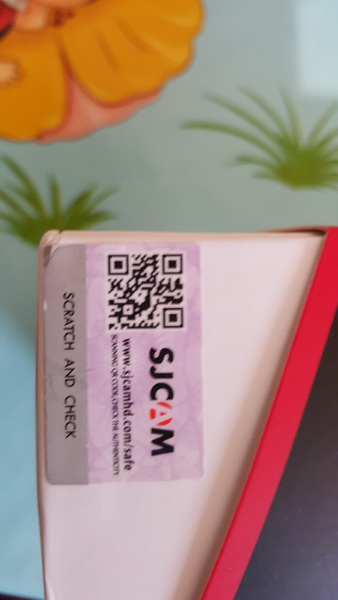 SJCAM
www.sjcamhd.com/safe
SCANNING QR CODE,CHECK THE AUTHENTICITY
SCRATCH AND CHECK